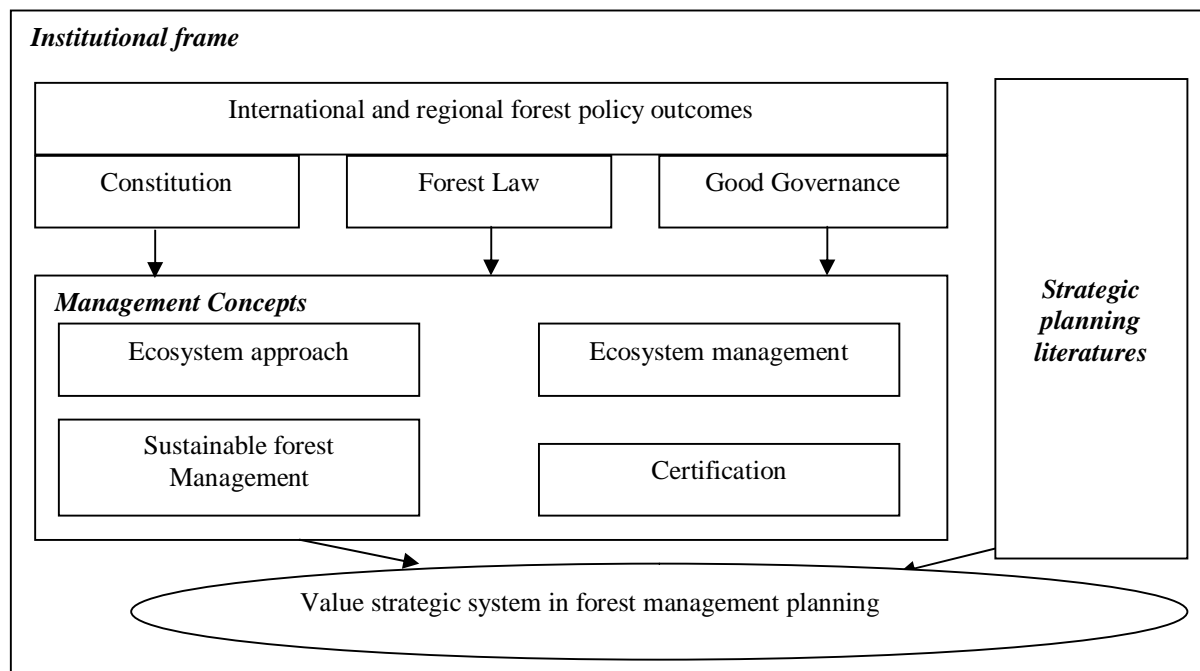 Institutional frame
International and regional forest policy outcomes
Constitution
Forest Law
Good Governance
Management Concepts
Ecosystem approach
Ecosystem management
Sustainable forest
Management
Certification
Strategic
planning
literatures
Value strategic system in forest management planning